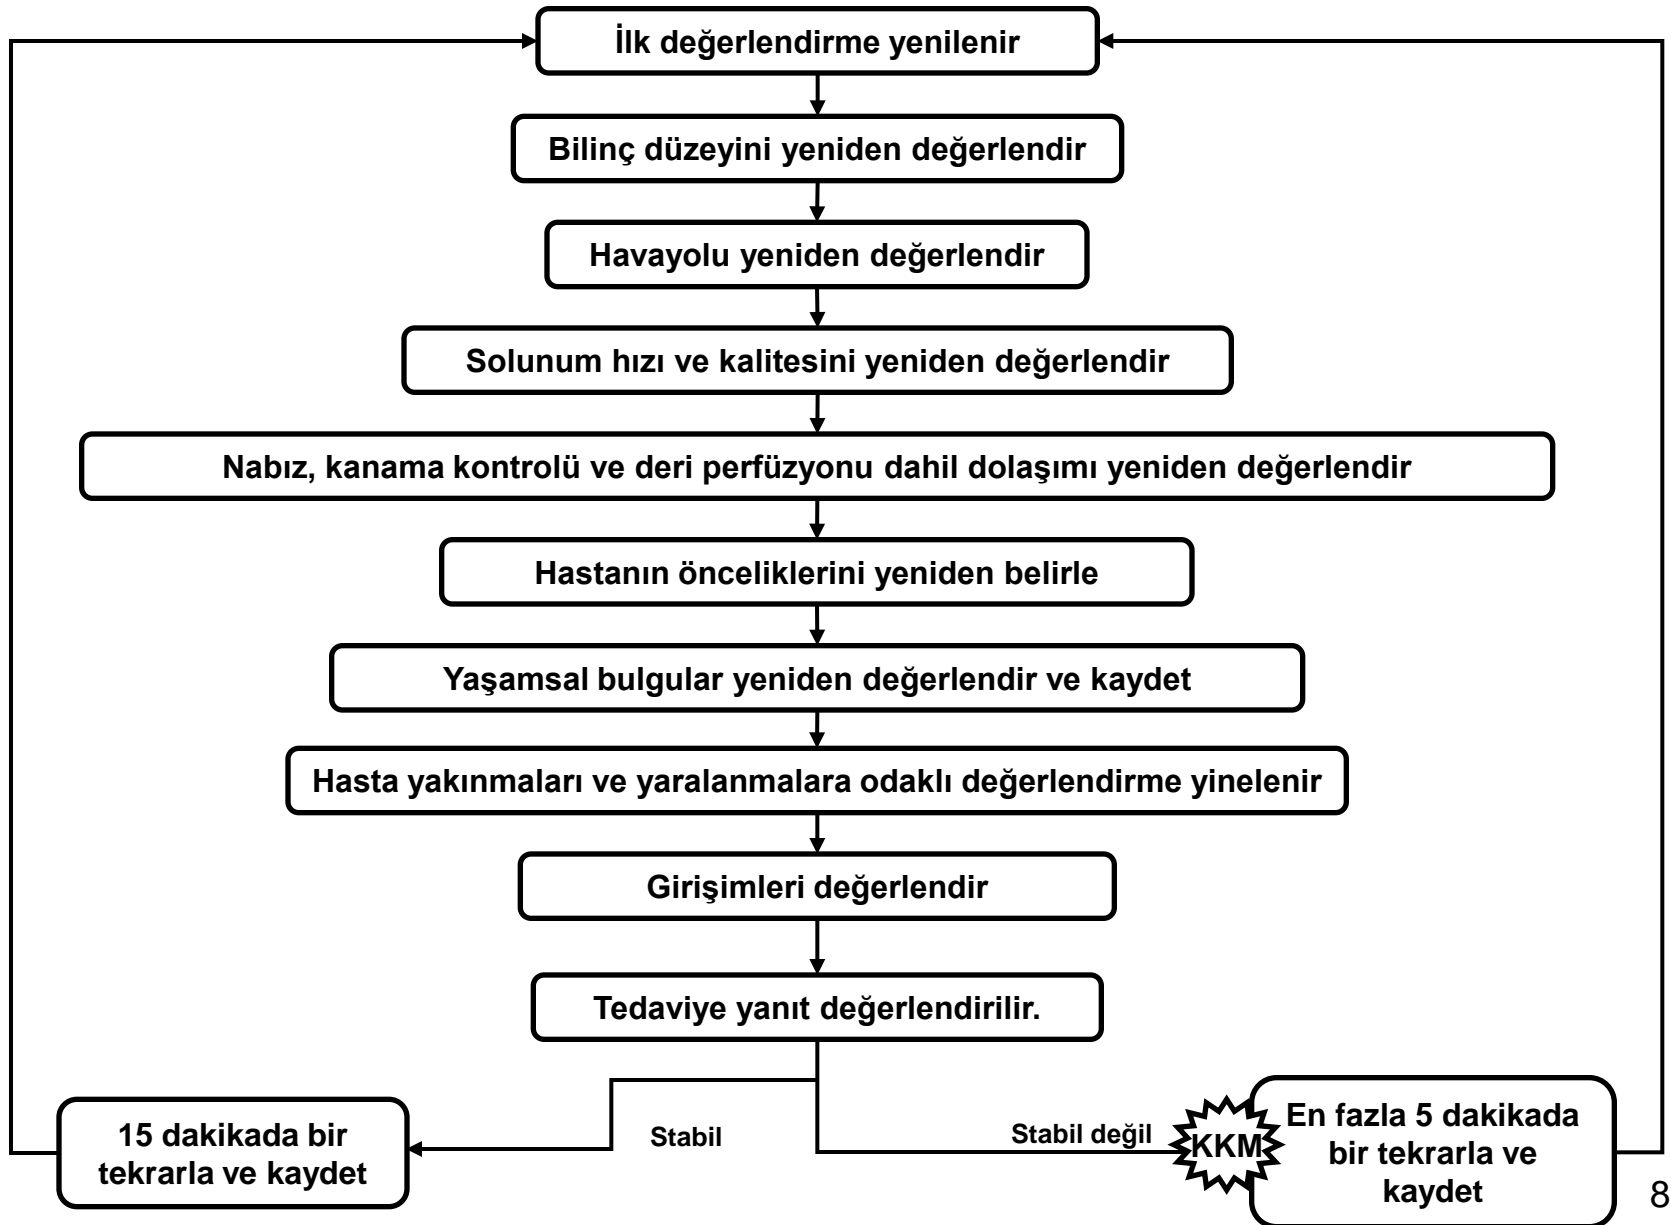 İlk değerlendirme yenilenir
Bilinç düzeyini yeniden değerlendir
Havayolu yeniden değerlendir
Solunum hızı ve kalitesini yeniden değerlendir
Nabız, kanama kontrolü ve deri perfüzyonu dahil dolaşımı yeniden değerlendir
Hastanın önceliklerini yeniden belirle
Yaşamsal bulgular yeniden değerlendir ve kaydet
Hasta yakınmaları ve yaralanmalara odaklı değerlendirme yinelenir
Girişimleri değerlendir
Tedaviye yanıt değerlendirilir.
15 dakikada bir
tekrarla ve kaydet
Stabil
Stabil değil
KKM
En fazla 5 dakikada
bir tekrarla ve
kaydet
8